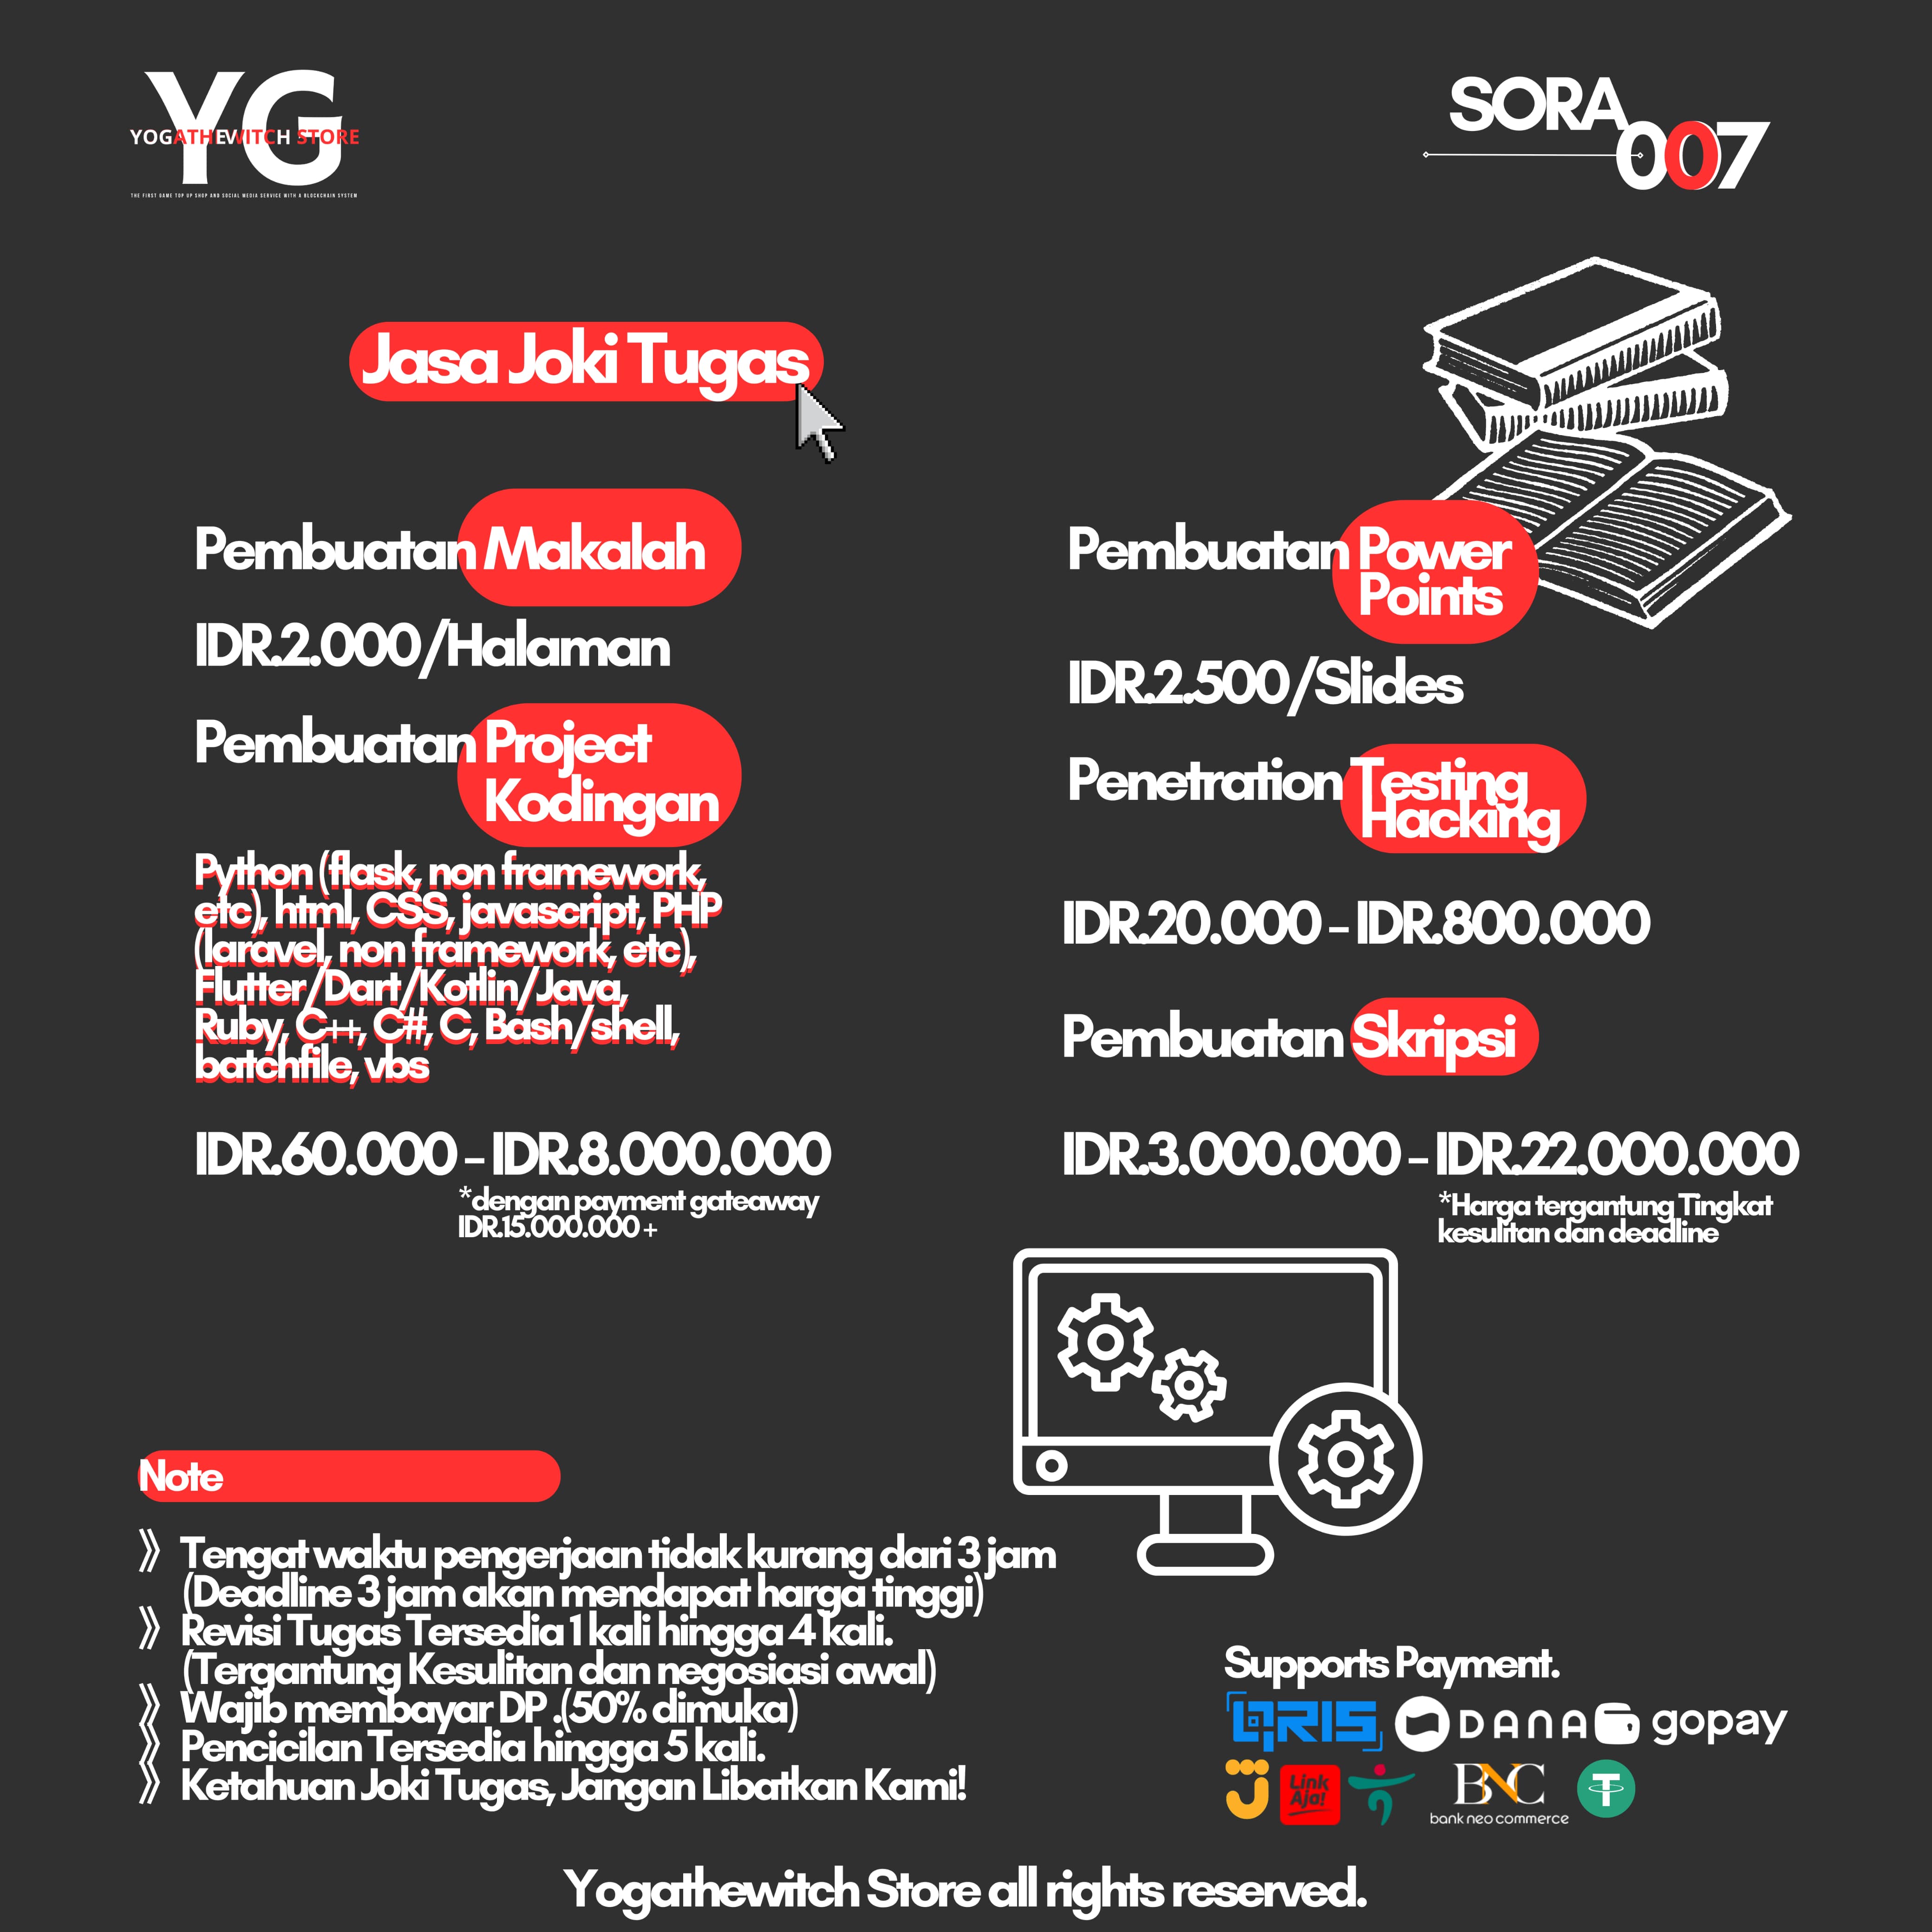 YG
YOGATHEWITCH STORE
THE FIRST GAME TOP UP SHOP AND SOCIAL MEDIA SERVICE WITH A BLOCKCHAIN SYSTEM
SORA
007
Jasa Joki Tugas
Pembuatan Makalah
IDR.2.000/Halaman
Pembuatan Project
Kodingan
Python (flask, non framework,
etc), html, CSS, javascript, PHP
(laravel, non framework, etc),
Flutter/Dart/Kotlin/Java,
Ruby, C++, C#, C, Bash/shell,
batchfile, vbs
IDR.60.000 - IDR.8.000.000
*dengan payment gateaway
IDR.15.000.000 +
Pembuatan Power
Points
IDR.2.500/Slides
Penetration Testing
Hacking
IDR.20.000 - IDR.800.000
Pembuatan Skripsi
IDR.3.000.000 - IDR.22.000.000
*Harga tergantung Tingkat
kesulitan dan deadline
Note
》 Tengat waktu pengerjaan tidak kurang dari 3 jam
(Deadline 3 jam akan mendapat harga tinggi)
》 Revisi Tugas Tersedia 1 kali hingga 4 kali.
(Tergantung Kesulitan dan negosiasi awal)
》 Wajib membayar DP .(50% dimuka)
》 Pencicilan Tersedia hingga 5 kali.
》 Ketahuan Joki Tugas, Jangan Libatkan Kami!
Supports Payment.
QRIS DANA gopay
Link
Aja!
BNC
bank neo commerce
Yogathewitch Store all rights reserved.